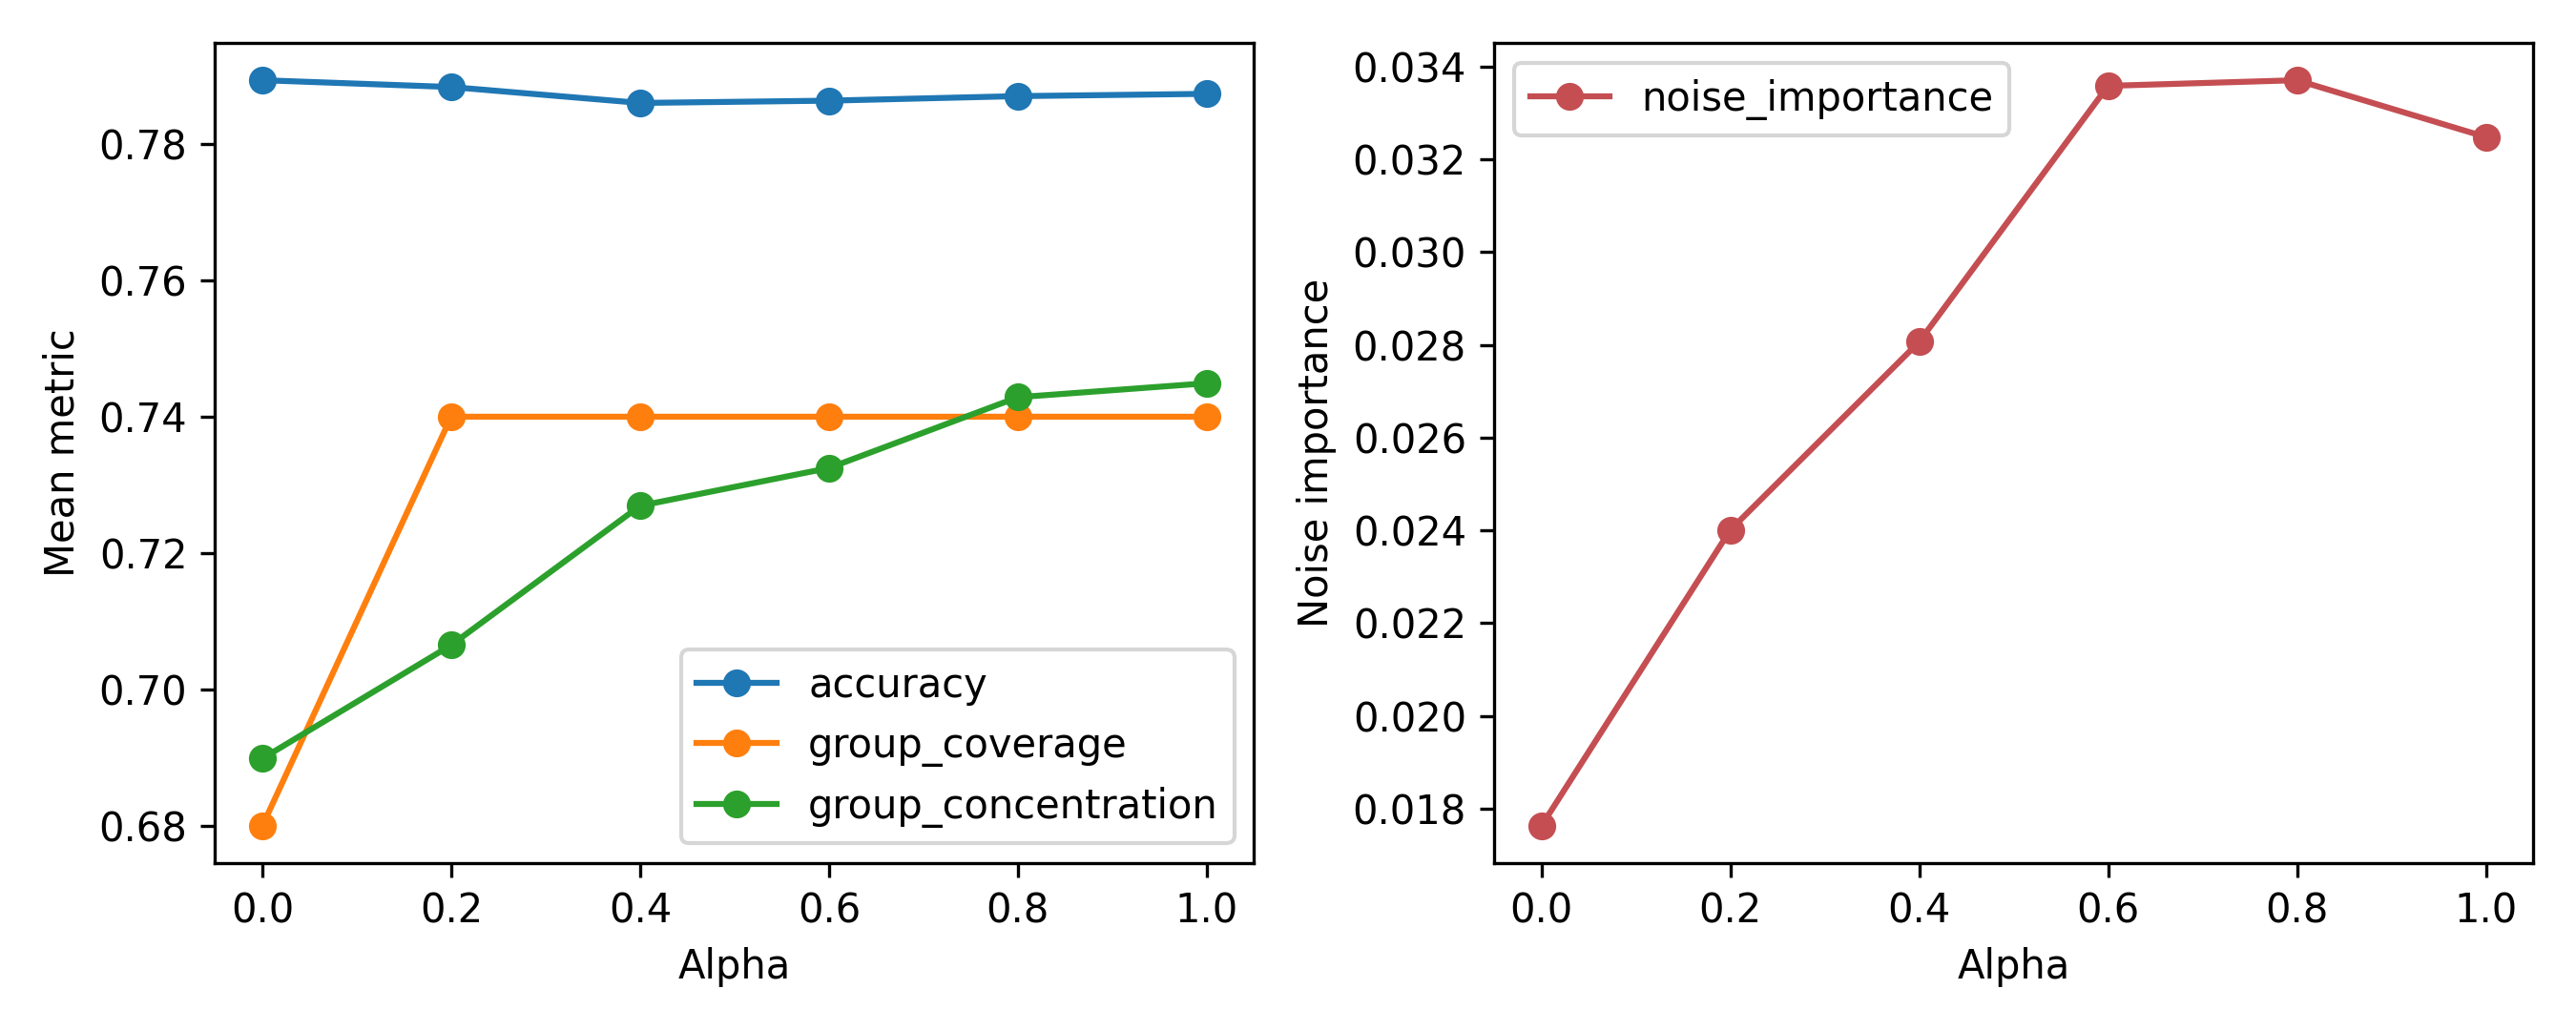 Mean metric
0.78
0.76
0.74
0.72
0.70
0.68
accuracy
group_coverage
group_concentration
0.0 0.2 0.4 0.6 0.8 1.0
Alpha
Noise importance
0.034
0.032
0.030
0.028
0.026
0.024
0.022
0.020
0.018
noise_importance
0.0 0.2 0.4 0.6 0.8 1.0
Alpha